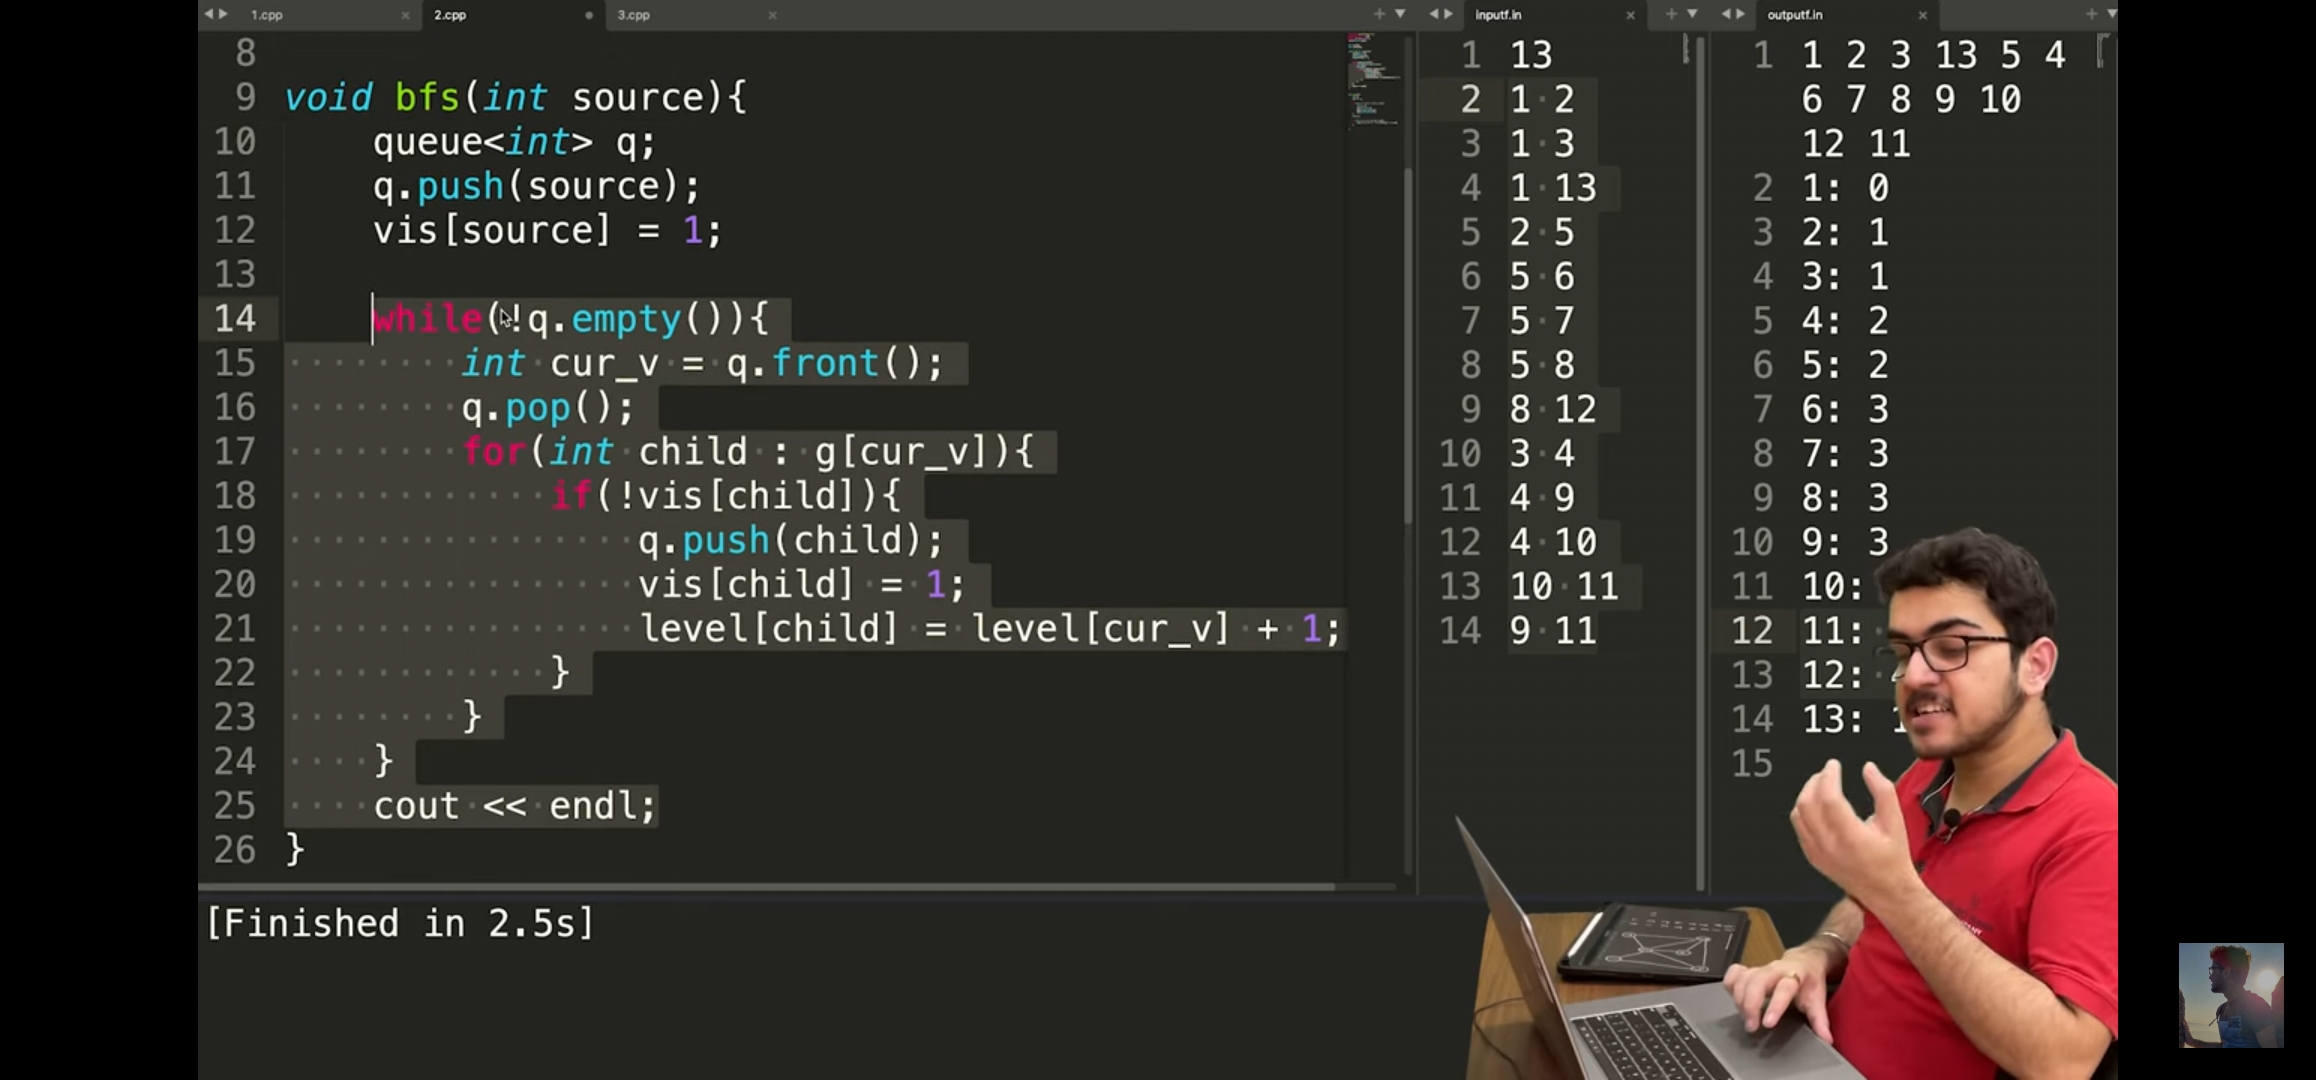 1.cpp
2.cpp
3.cpp
inputf.in
outputf.in
8
9 void bfs(int source){
10 queue<int> q;
11 q.push(source);
12 vis[source] = 1;
13
14 while(!q.empty()){
15 int cur_v = q.front();
16 q.pop();
17 for(int child : g[cur_v]){
18 if(!vis[child]){
19 q.push(child);
20 vis[child] = 1;
21 level[child] = level[cur_v] + 1;
22 }
23 }
24 }
25 cout << endl;
26 }
[Finished in 2.5s]
1 13
2 1 2
3 1 3
4 1 13
5 2 5
6 5 6
7 5 7
8 5 8
9 8 12
10 3 4
11 4 9
12 4 10
13 10 11
14 9 11
1 1 2 3 13 5 4
6 7 8 9 10
12 11
2 1: 0
3 2: 1
4 3: 1
5 4: 2
6 5: 2
7 6: 3
8 7: 3
9 8: 3
10 9: 3
11 10:
12 11:
13 12:
14 13:
15